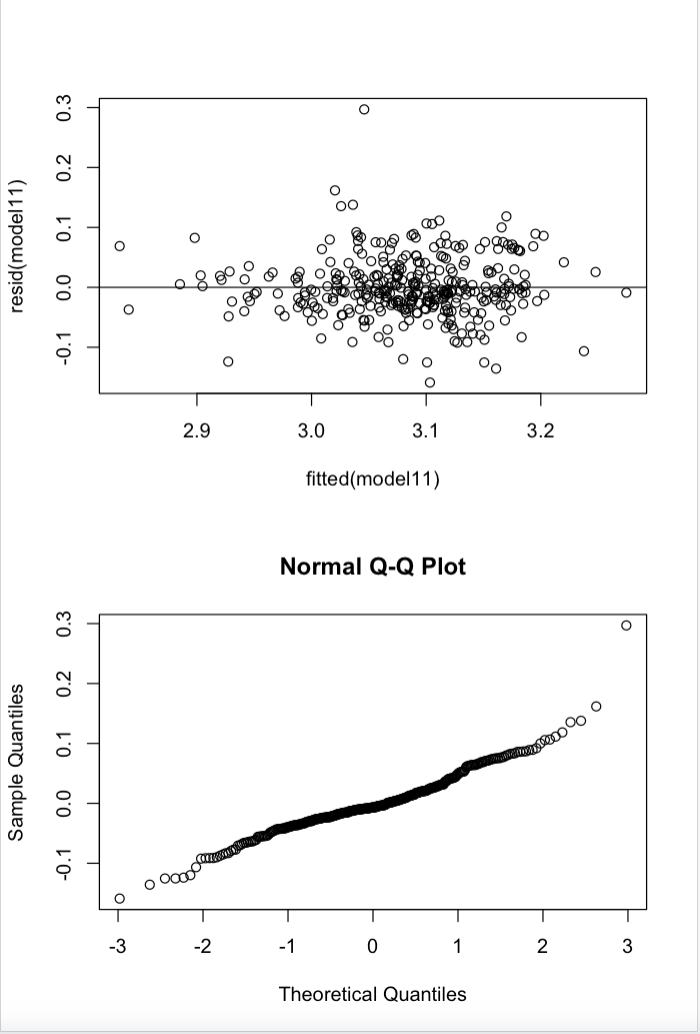 0.3
0.2
0.1
0.0
-0.1
resid(model11)
2.9 3.0 3.1 3.2
fitted(model11)
Normal Q-Q Plot
0.3
0.2
0.1
0.0
-0.1
Sample Quantiles
-3 -2 -1 0 1 2 3
Theoretical Quantiles